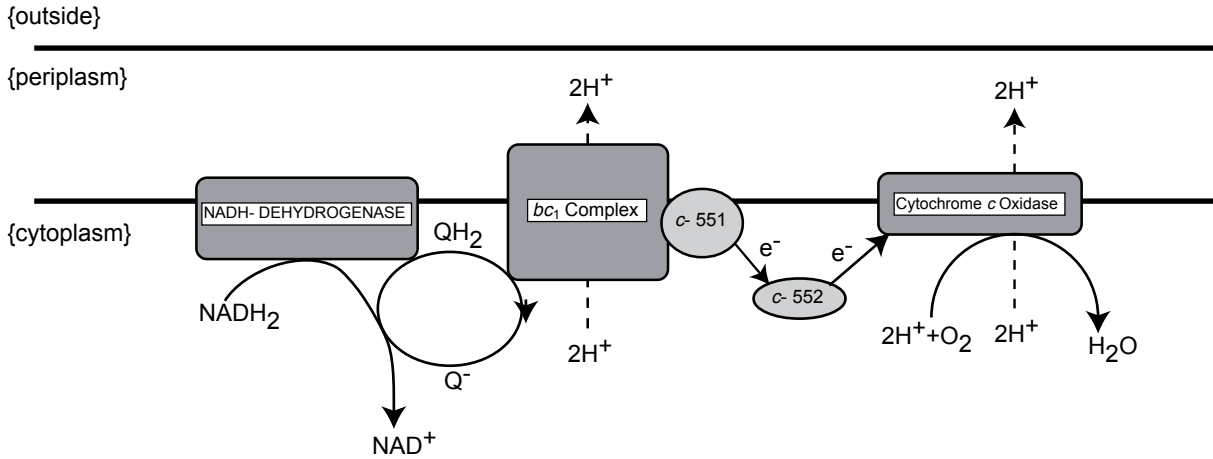 {outside}
{periplasm}
2H⁺
2H⁺
NADH- DEHYDROGENASE
bc₁ Complex
c- 551
Cytochrome c Oxidase
{cytoplasm}
QH₂
e⁻
e⁻
c- 552
NADH₂
2H⁺
2H⁺+O₂
2H⁺
H₂O
Q⁻
NAD⁺